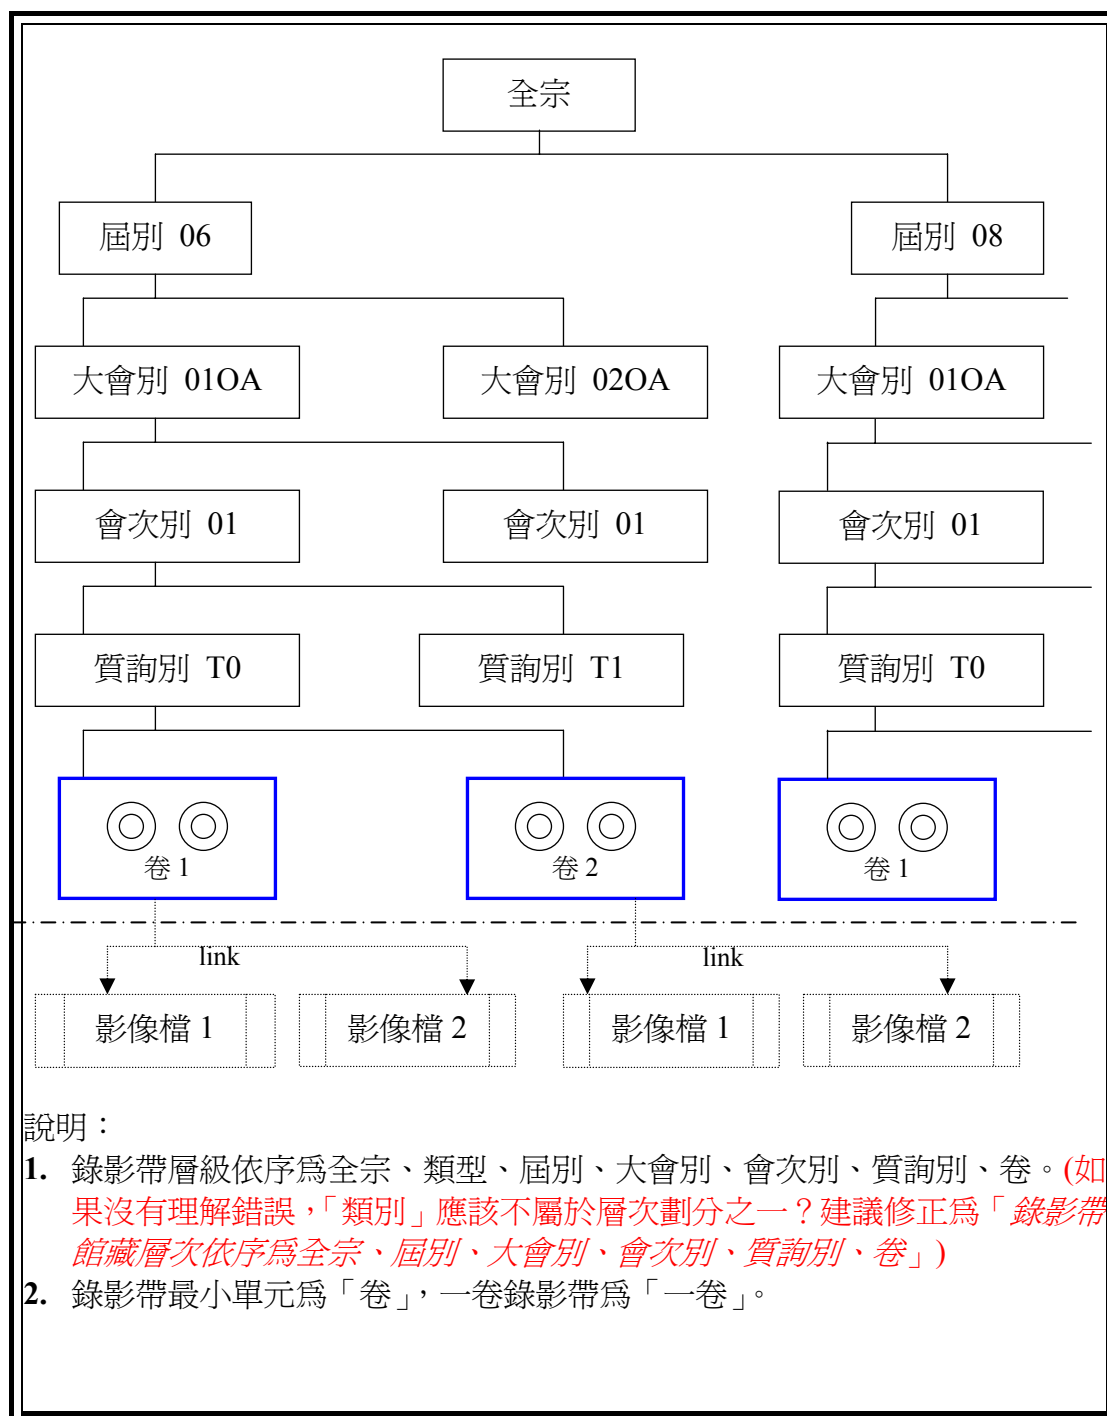 全宗
屆別 06
屆別 08
大會別 01OA
大會別 02OA
大會別 01OA
會次別 01
會次別 01
會次別 01
質詢別 T0
質詢別 T1
質詢別 T0
卷 1
卷 2
卷 1
link
link
影像檔 1
影像檔 2
影像檔 1
影像檔 2
說明：
1. 錄影帶層級依序為全宗、類型、屆別、大會別、會次別、質詢別、卷。(如
果沒有理解錯誤，「類別」應該不屬於層次劃分之一？建議修正為「錄影帶
館藏層次依序為全宗、屆別、大會別、會次別、質詢別、卷」)
2. 錄影帶最小單元為「卷」，一卷錄影帶為「一卷」。